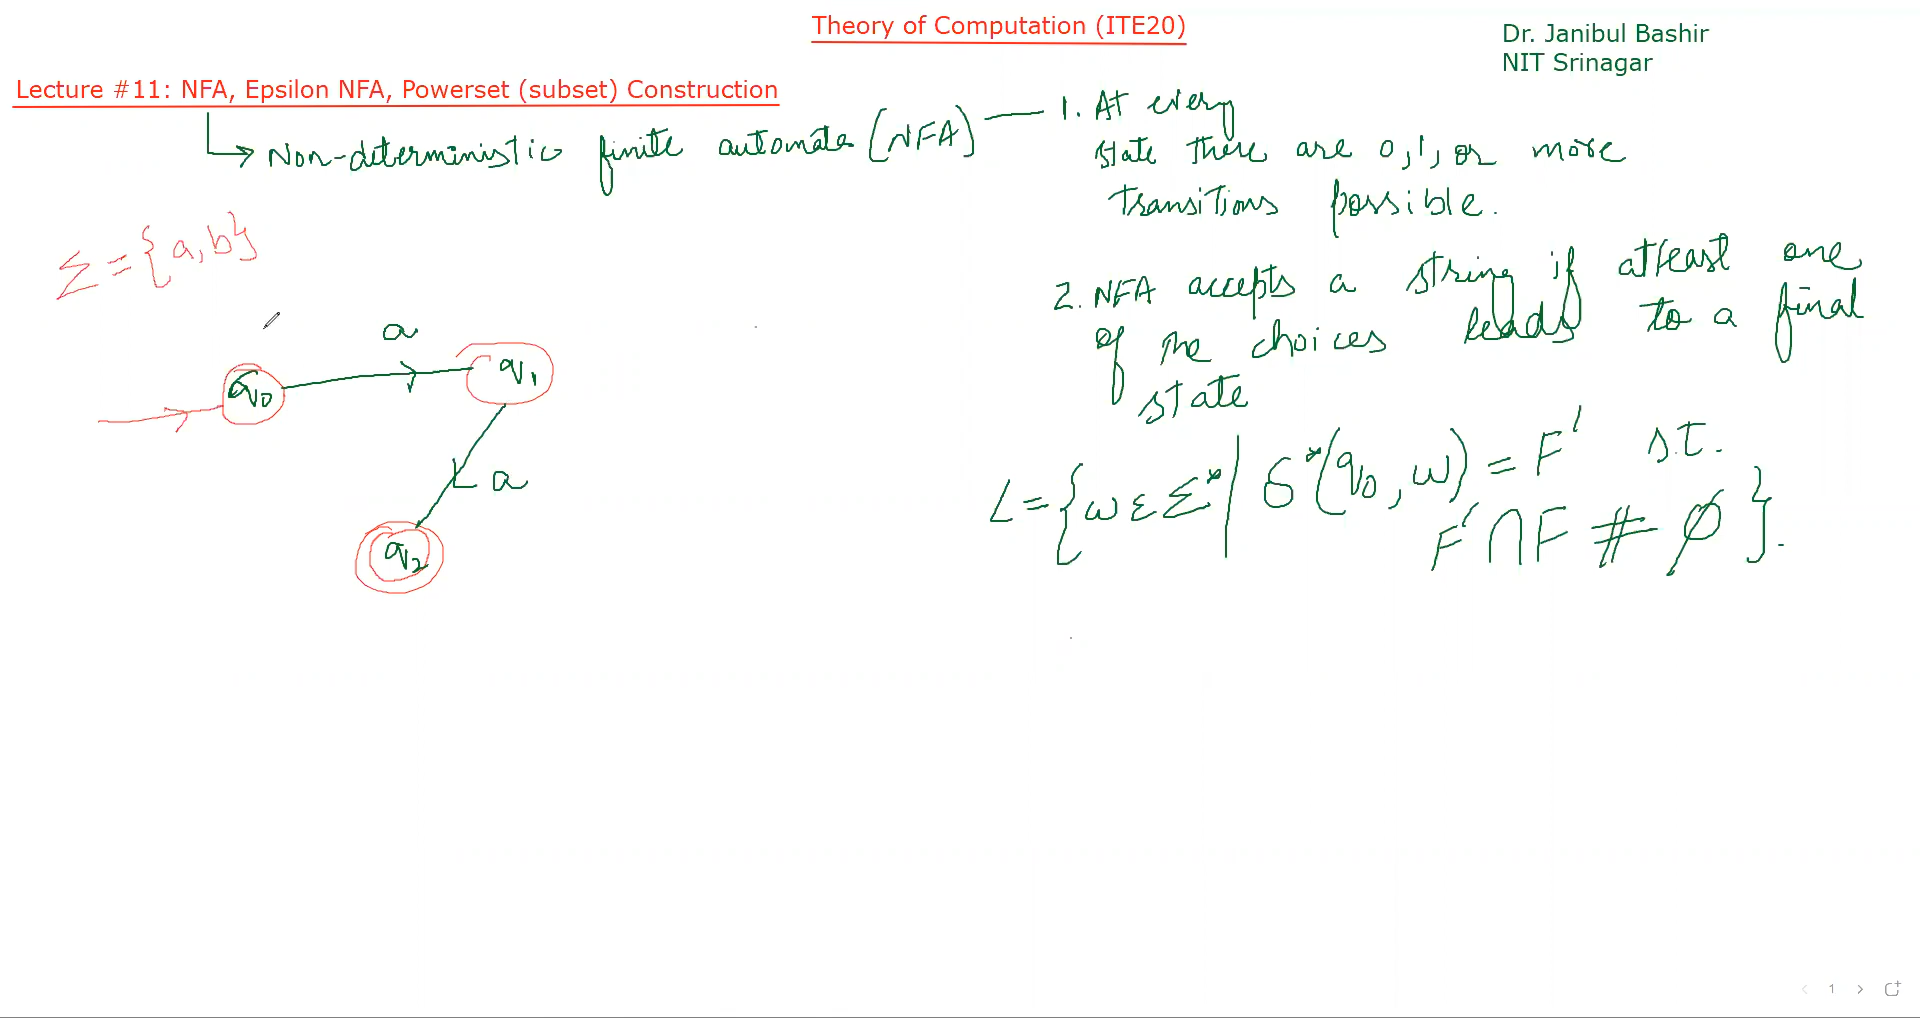 Theory of Computation (ITE20)
Dr. Janibul Bashir
NIT Srinagar
Lecture #11: NFA, Epsilon NFA, Powerset (subset) Construction
Non-deterministic finite automata (NFA)
1. At every
state there are 0,1, or more
transitions possible.
2. NFA accepts a string if atleast one
of the choices leads to a final
state
L = {ω ε Σ* | δ*(q0, ω) = F' s.t.
F' ∩ F ≠ ∅}.
Σ = {a,b}
a
q0
q1
a
q2
1